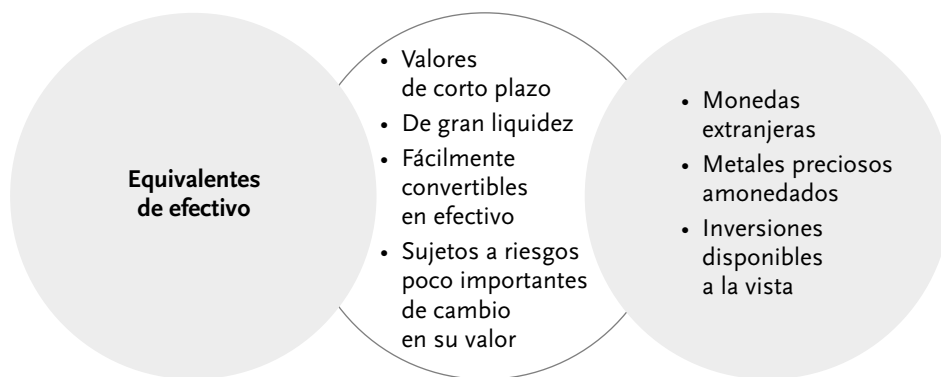 Equivalentes
de efectivo
• Valores
de corto plazo
• De gran liquidez
• Fácilmente
convertibles
en efectivo
• Sujetos a riesgos
poco importantes
de cambio
en su valor
• Monedas
extranjeras
• Metales preciosos
amonedados
• Inversiones
disponibles
a la vista